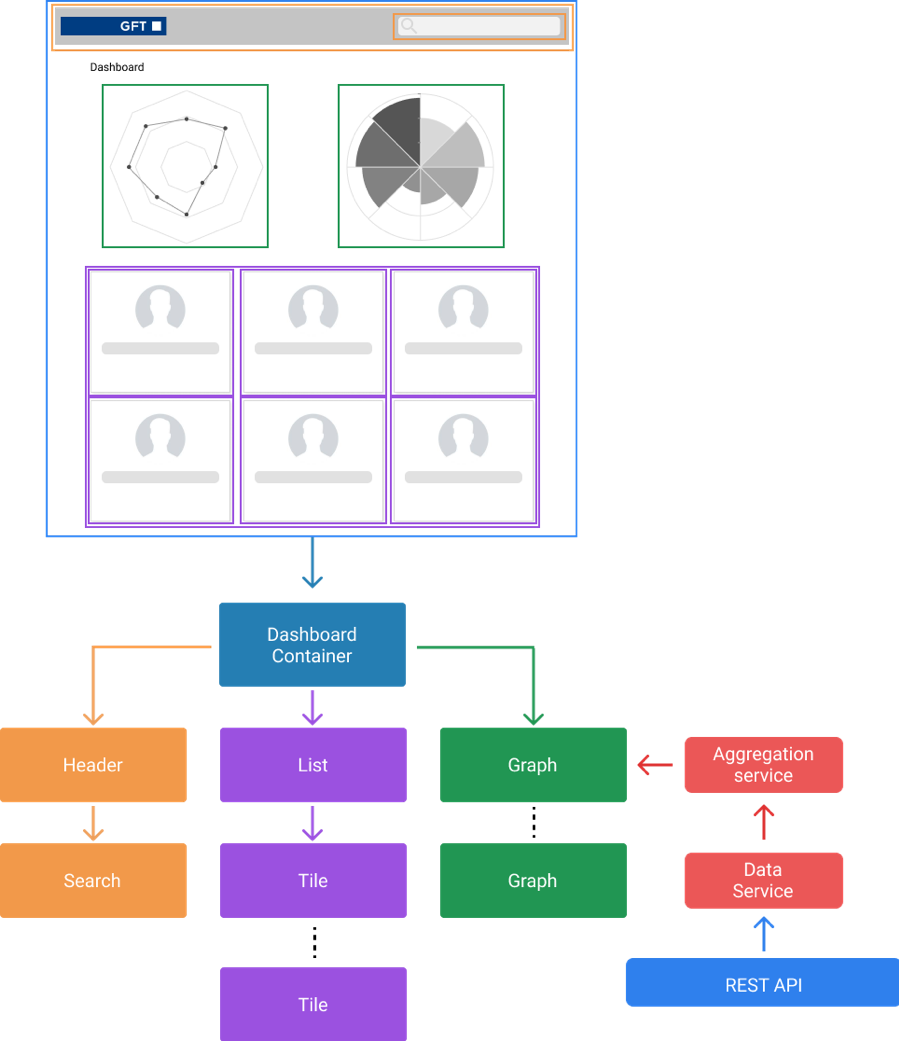 GFT
Dashboard
Dashboard
Container
Header
List
Graph
Aggregation
service
Search
Tile
Graph
Data
Service
Tile
REST API